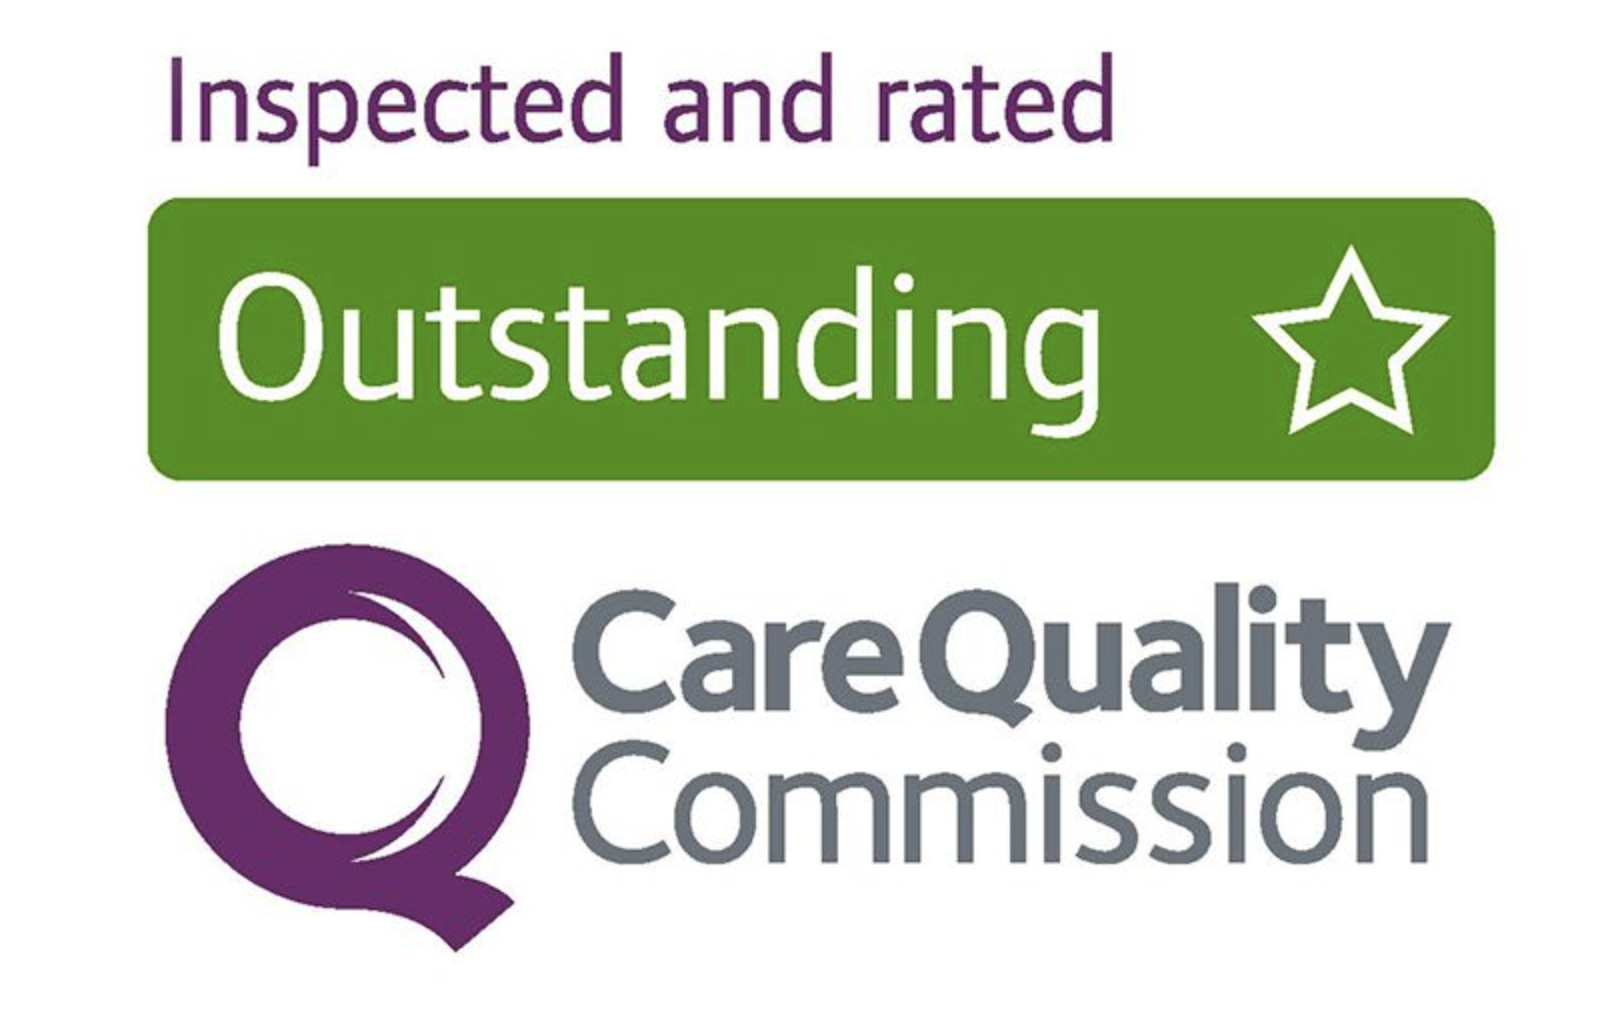 Inspected and rated
Outstanding
CareQuality
Commission